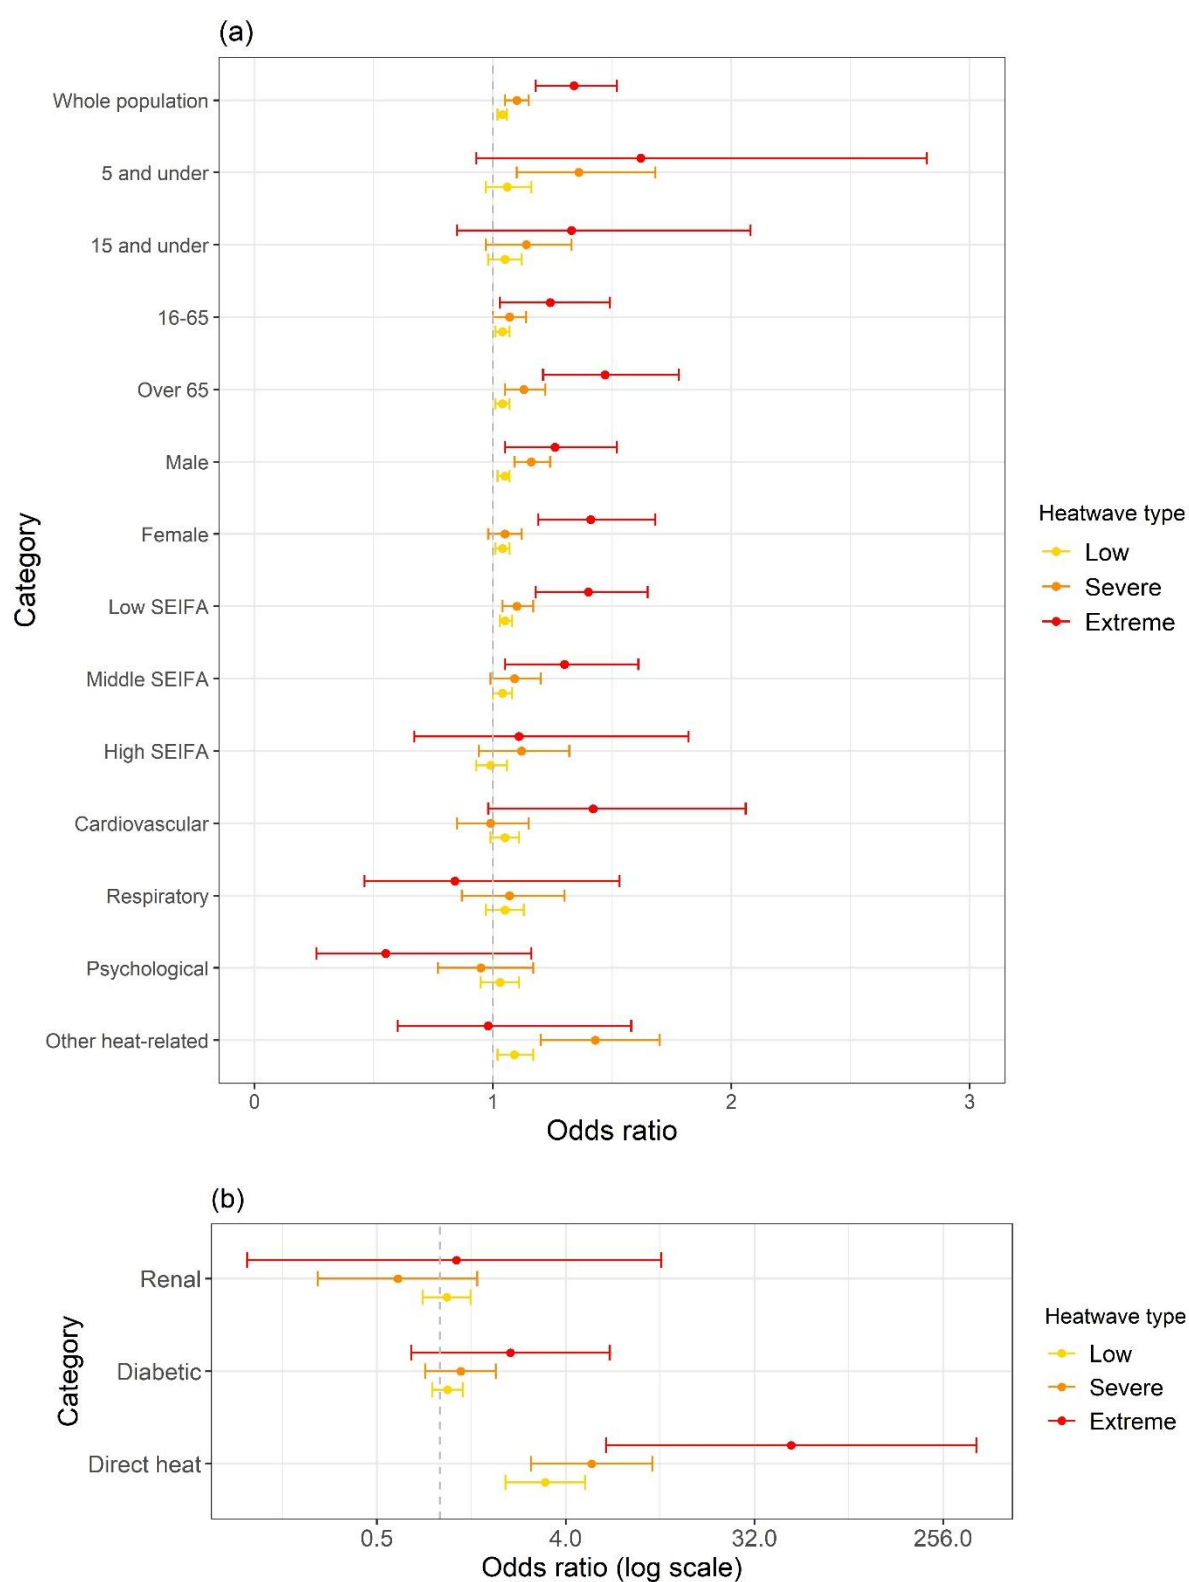 (a)
Whole population
5 and under
15 and under
16-65
Over 65
Male
Female
Low SEIFA
Middle SEIFA
High SEIFA
Cardiovascular
Respiratory
Psychological
Other heat-related
Category
0 1 2 3
Odds ratio
Heatwave type
Low
Severe
Extreme
(b)
Renal
Diabetic
Direct heat
Category
0.5 4.0 32.0 256.0
Odds ratio (log scale)
Heatwave type
Low
Severe
Extreme